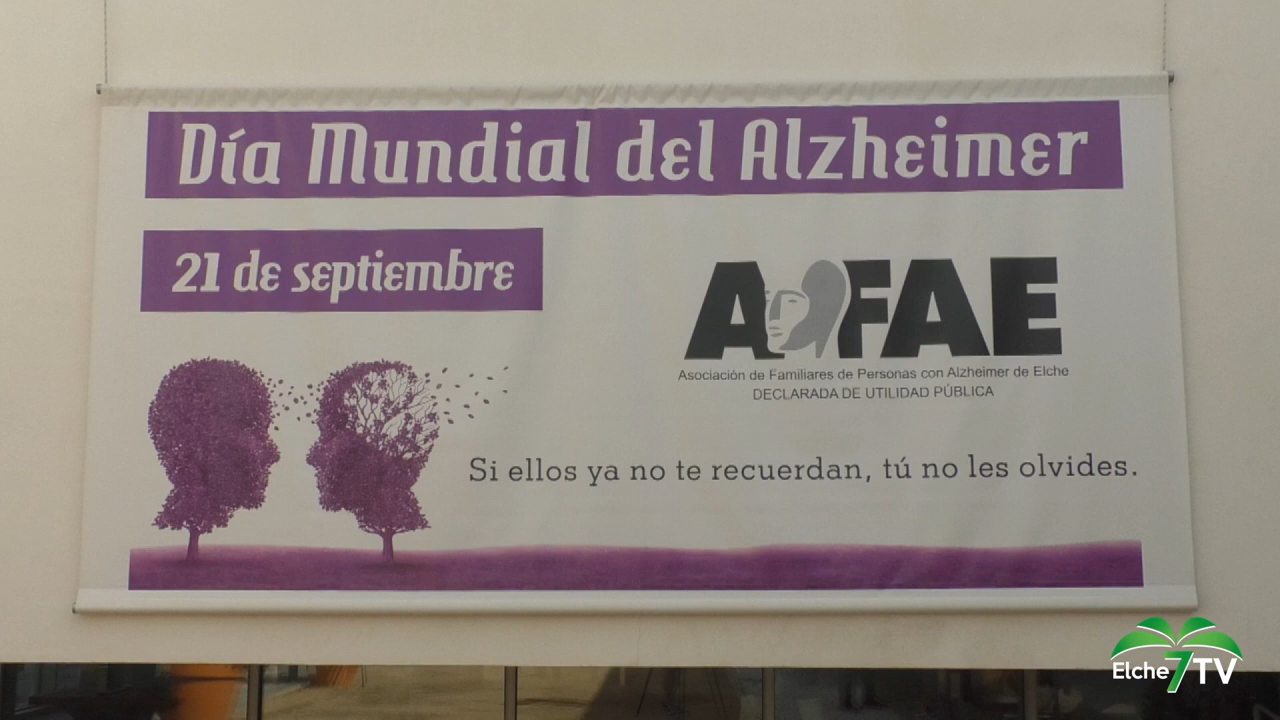 Día Mundial del Alzheimer
21 de septiembre
AFAE
Asociación de Familiares de Personas con Alzheimer de Elche
DECLARADA DE UTILIDAD PÚBLICA
Si ellos ya no te recuerdan, tú no les olvides.
Elche 7 TV